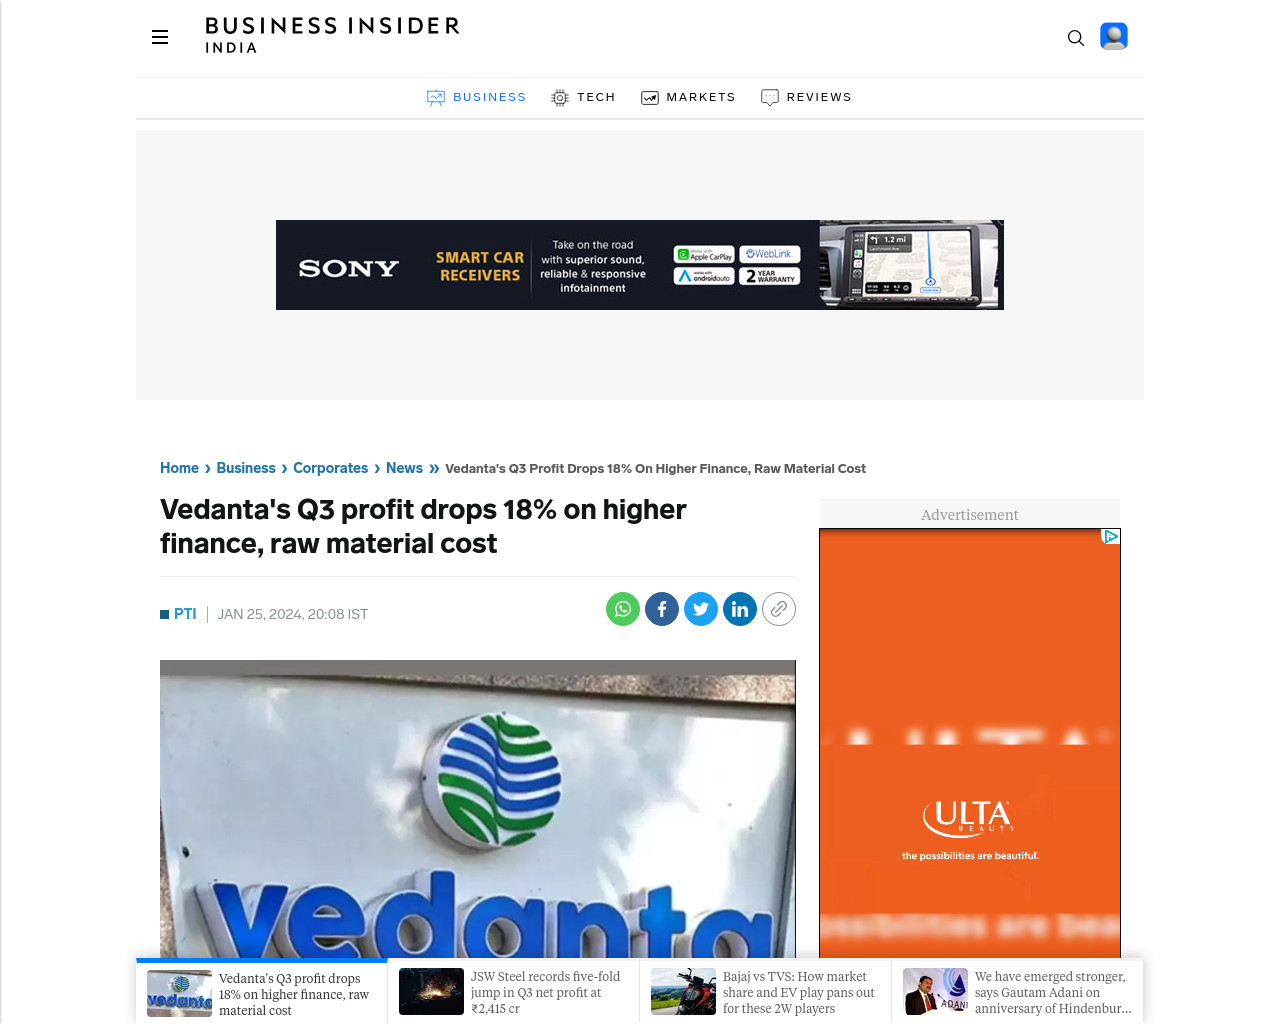 BUSINESS INSIDER
INDIA
BUSINESS
TECH
MARKETS
REVIEWS
SONY
SMART CAR
RECEIVERS
Take on the road
with superior sound,
reliable & responsive
infotainment
Works with
Apple CarPlay
WebLink
works with
androidauto
2 YEAR
WARRANTY
1.2 mi
Home › Business › Corporates › News » Vedanta's Q3 Profit Drops 18% On Higher Finance, Raw Material Cost
Vedanta's Q3 profit drops 18% on higher
finance, raw material cost
PTI
JAN 25, 2024, 20:08 IST
Advertisement
vedanta
ULTA
BEAUTY
the possibilities are beautiful.
vedanta
Vedanta's Q3 profit drops
18% on higher finance, raw
material cost
JSW Steel records five-fold
jump in Q3 net profit at
₹2,415 cr
Bajaj vs TVS: How market
share and EV play pans out
for these 2W players
ADANI
We have emerged stronger,
says Gautam Adani on
anniversary of Hindenbur...